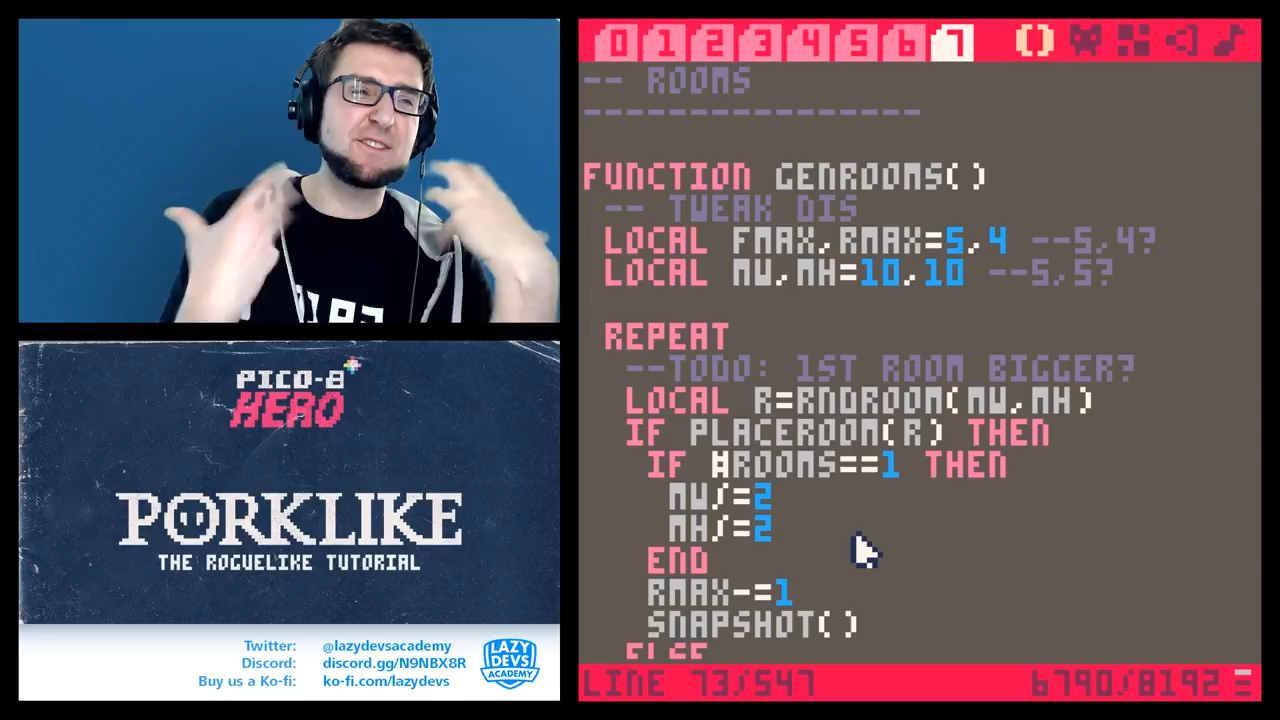 PICO-8
HERO
PORKLIKE
THE ROGUELIKE TUTORIAL
Twitter: @lazydevsacademy
Discord: discord.gg/N9NBX8R
Buy us a Ko-fi: ko-fi.com/lazydevs
LAZY
DEVS
ACADEMY
0 1 2 3 4 5 6 7 ()
-- ROOMS
----------------
FUNCTION GENROOMS()
-- TWEAK DIS
LOCAL FMAX,RMAX=5,4 --5,4?
LOCAL MW,MH=10,10 --5,5?
REPEAT
--TODO: 1ST ROOM BIGGER?
LOCAL R=RNDROOM(MW,MH)
IF PLACEROOM(R) THEN
IF #ROOMS==1 THEN
MW/=2
MH/=2
END
RMAX-=1
SNAPSHOT()
ELSE
LINE 73/547 6790/8192